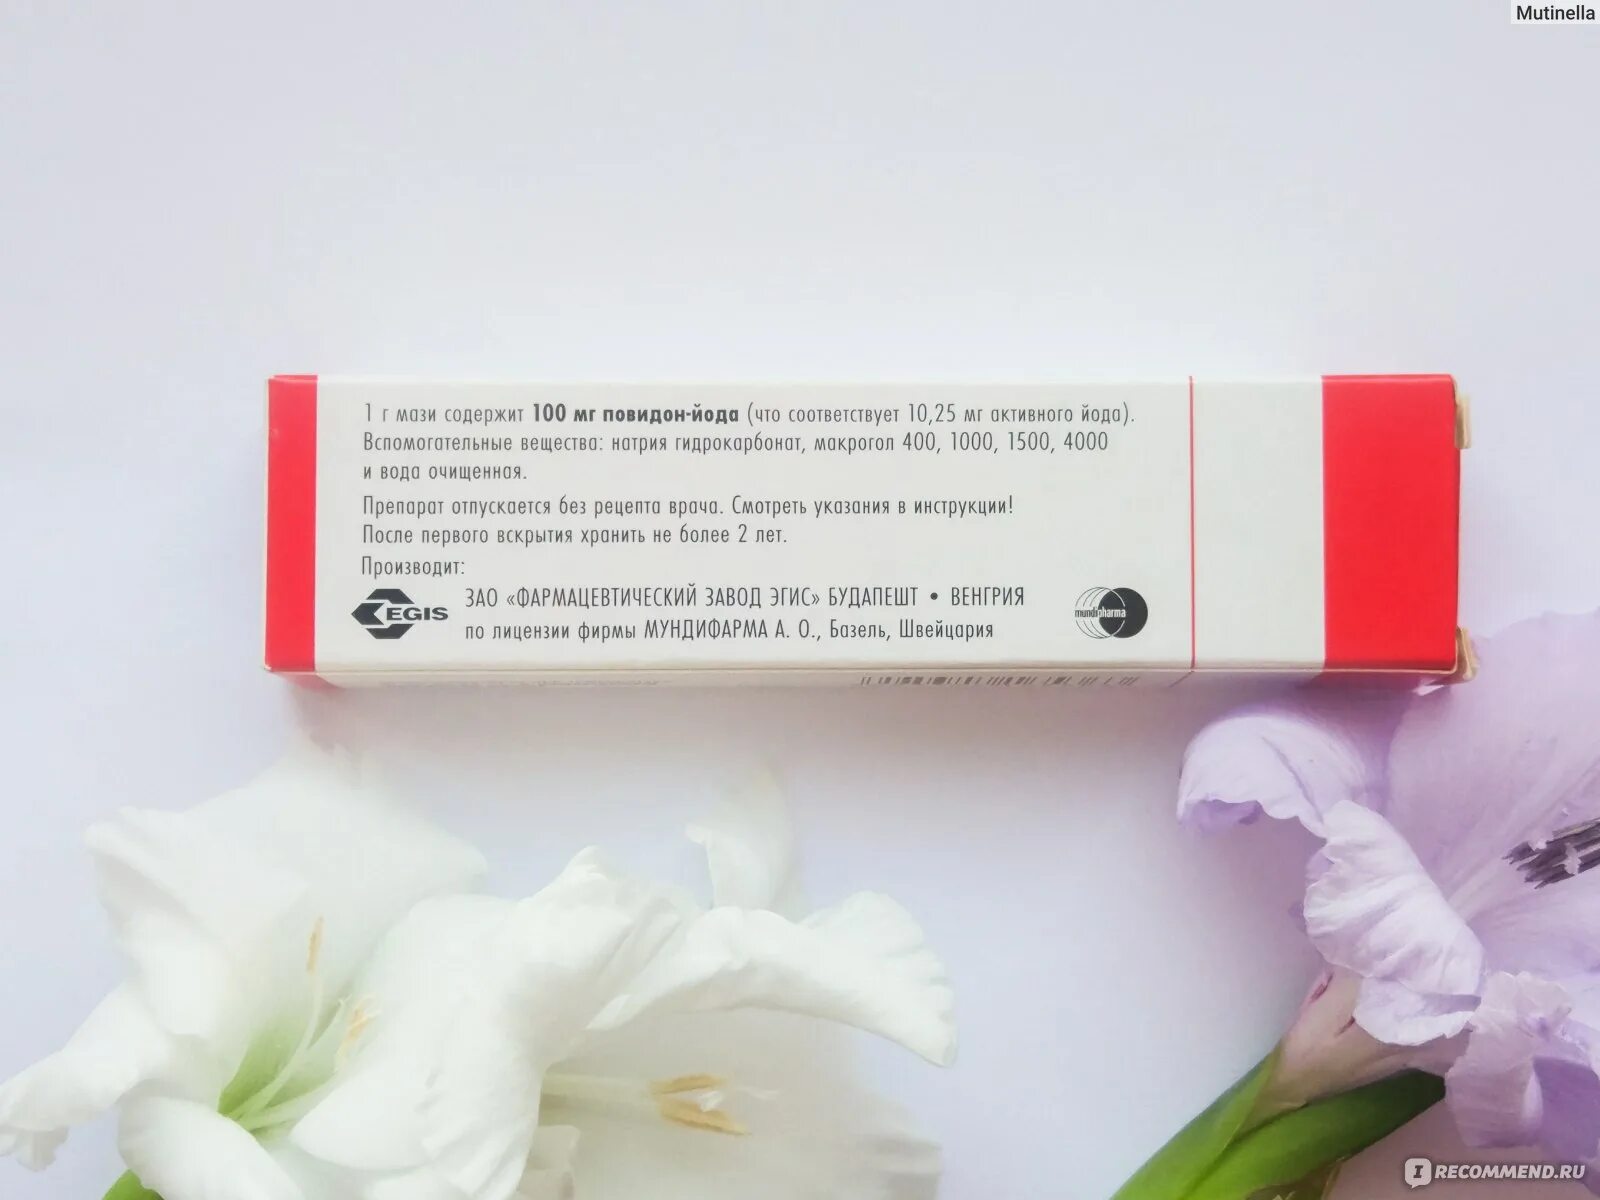 Mutinella
1 г мази содержит 100 мг повидон-йода (что соответствует 10,25 мг активного йода).
Вспомогательные вещества: натрия гидрокарбонат, макрогол 400, 1000, 1500, 4000
и вода очищенная.
Препарат отпускается без рецепта врача. Смотреть указания в инструкции!
После первого вскрытия хранить не более 2 лет.
Производит:
EGIS
ЗАО «ФАРМАЦЕВТИЧЕСКИЙ ЗАВОД ЭГИС» БУДАПЕШТ • ВЕНГРИЯ
по лицензии фирмы МУНДИФАРМА А. О., Базель, Швейцария
mundipharma
IRECOMMEND.RU